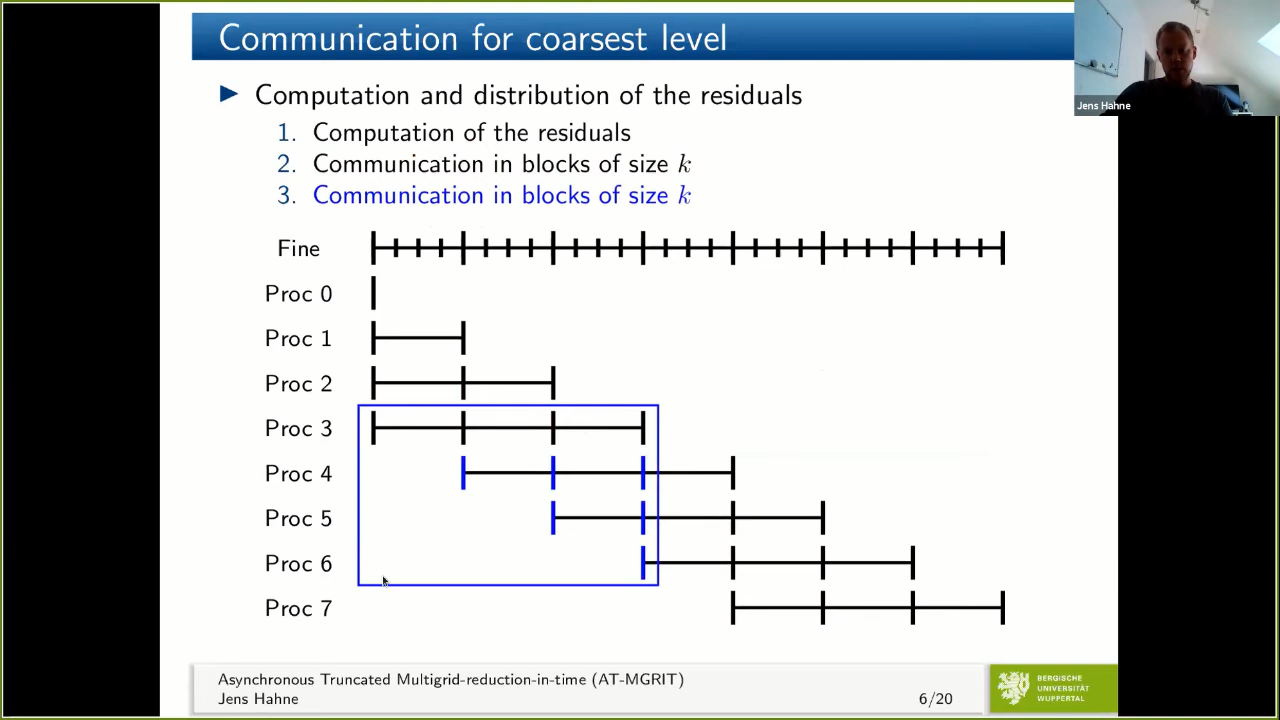 Communication for coarsest level
Computation and distribution of the residuals
1. Computation of the residuals
2. Communication in blocks of size k
3. Communication in blocks of size k
Fine
Proc 0
Proc 1
Proc 2
Proc 3
Proc 4
Proc 5
Proc 6
Proc 7
Asynchronous Truncated Multigrid-reduction-in-time (AT-MGRIT)
Jens Hahne
6/20
BERGISCHE
UNIVERSITÄT
WUPPERTAL
Jens Hahne